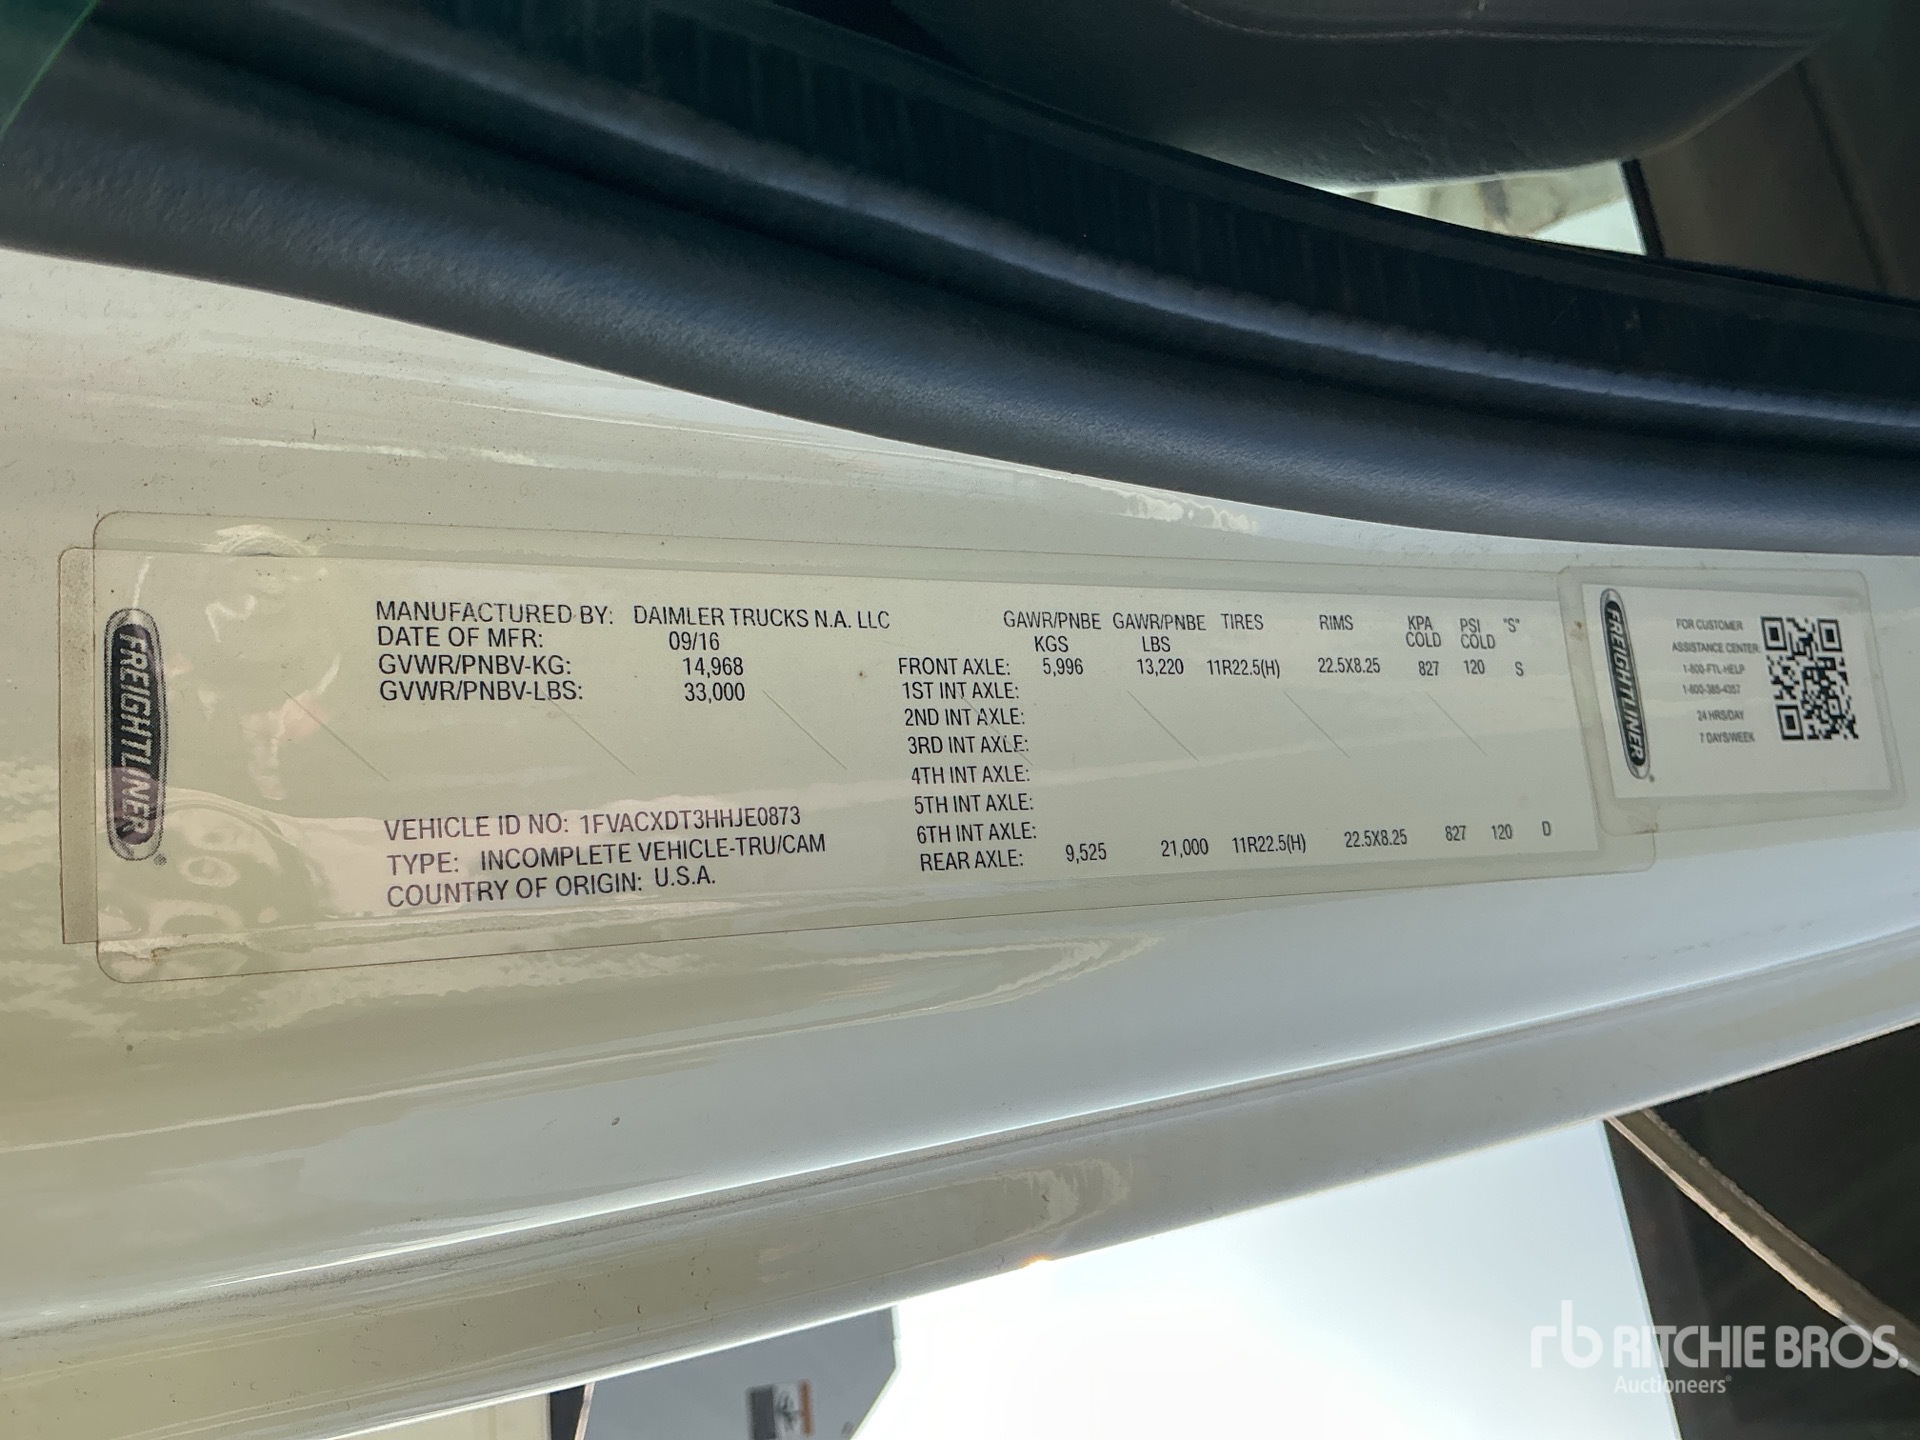 FREIGHTLINER
MANUFACTURED BY: DAIMLER TRUCKS N.A. LLC
DATE OF MFR: 09/16
GVWR/PNBV-KG: 14,968
GVWR/PNBV-LBS: 33,000
VEHICLE ID NO: 1FVACXDT3HHJE0873
TYPE: INCOMPLETE VEHICLE-TRU/CAM
COUNTRY OF ORIGIN: U.S.A.
GAWR/PNBE KGS GAWR/PNBE LBS TIRES RIMS KPA COLD PSI COLD "S"
FRONT AXLE: 5,996 13,220 11R22.5(H) 22.5X8.25 827 120 S
1ST INT AXLE:
2ND INT AXLE:
3RD INT AXLE:
4TH INT AXLE:
5TH INT AXLE:
6TH INT AXLE:
REAR AXLE: 9,525 21,000 11R22.5(H) 22.5X8.25 827 120 D
FREIGHTLINER
FOR CUSTOMER
ASSISTANCE CENTER:
1-800-FTL-HELP
1-800-385-4357
24 HRS/DAY
7 DAYS/WEEK
rb RITCHIE BROS.
Auctioneers